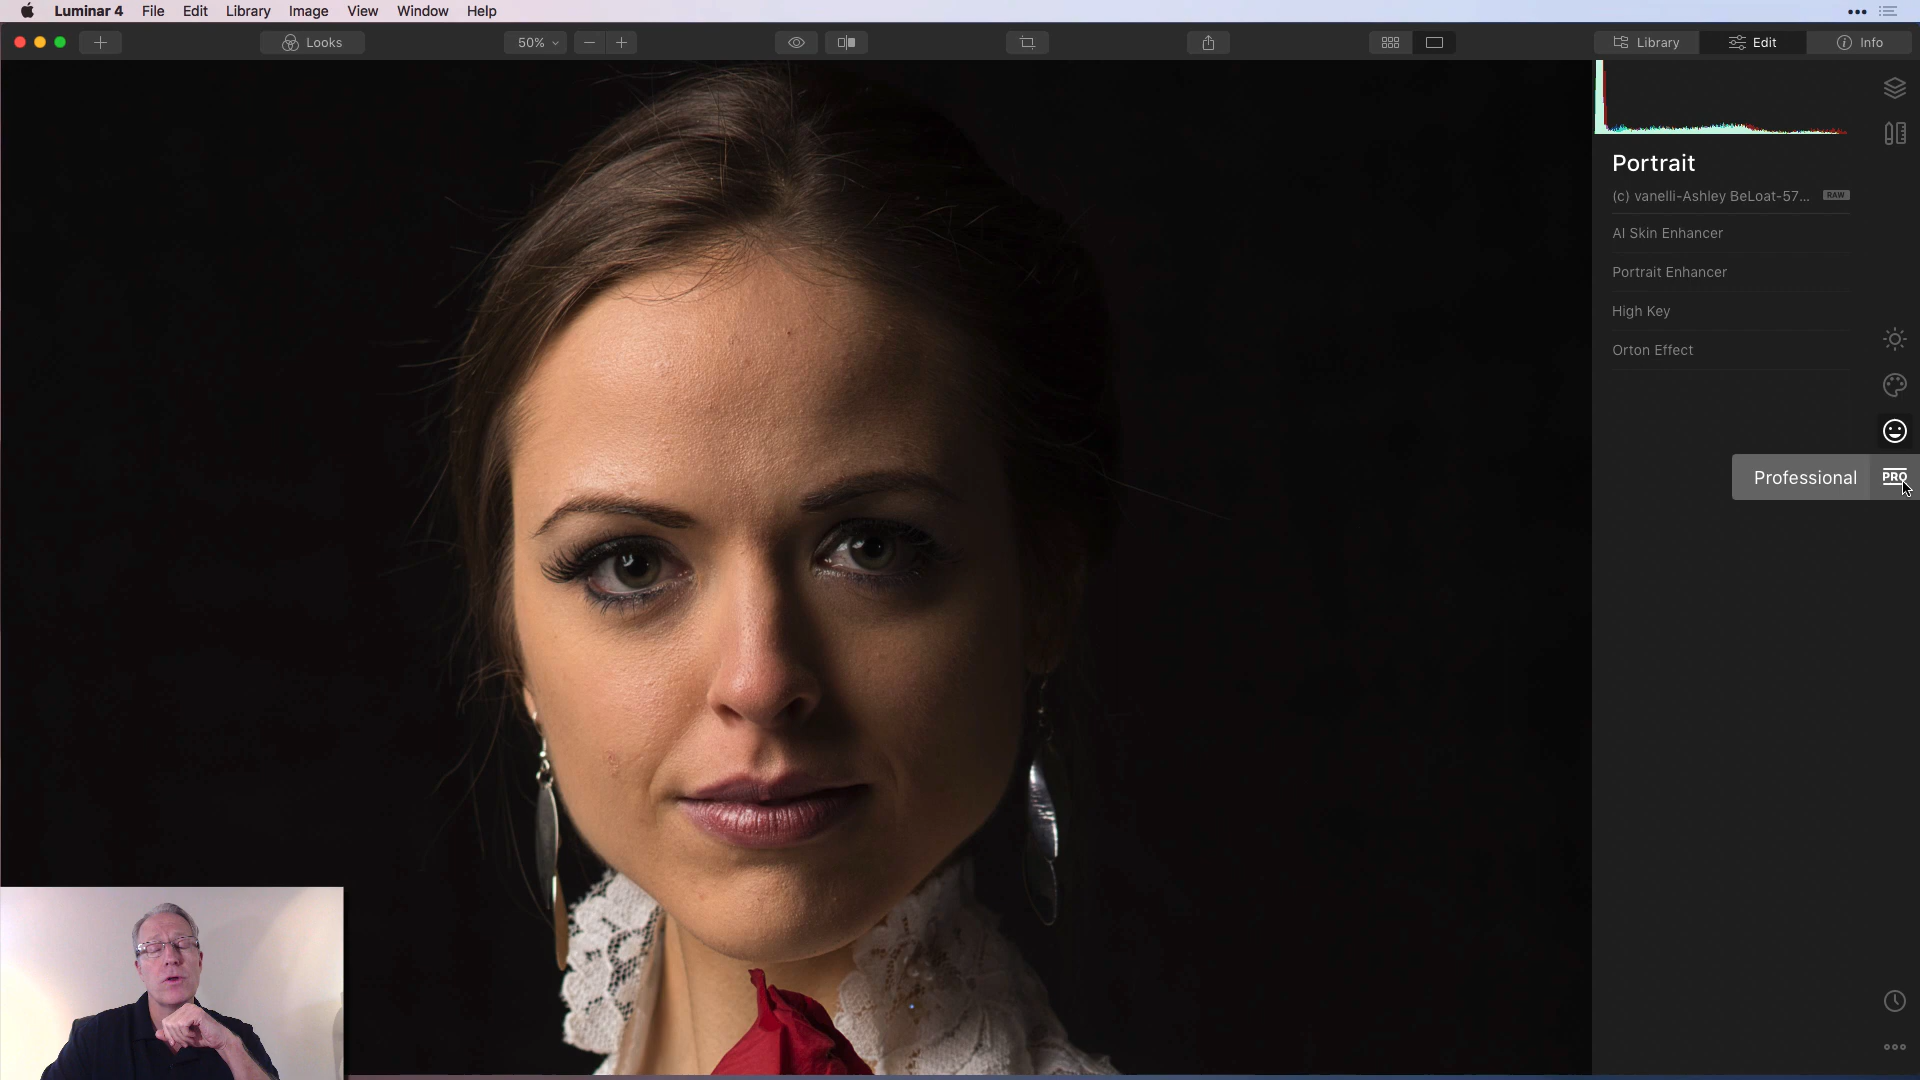 Luminar 4 File Edit Library Image View Window Help
Looks 50% Library Edit Info
Portrait
(c) vanelli-Ashley BeLoat-57... RAW
AI Skin Enhancer
Portrait Enhancer
High Key
Orton Effect
Professional PRO